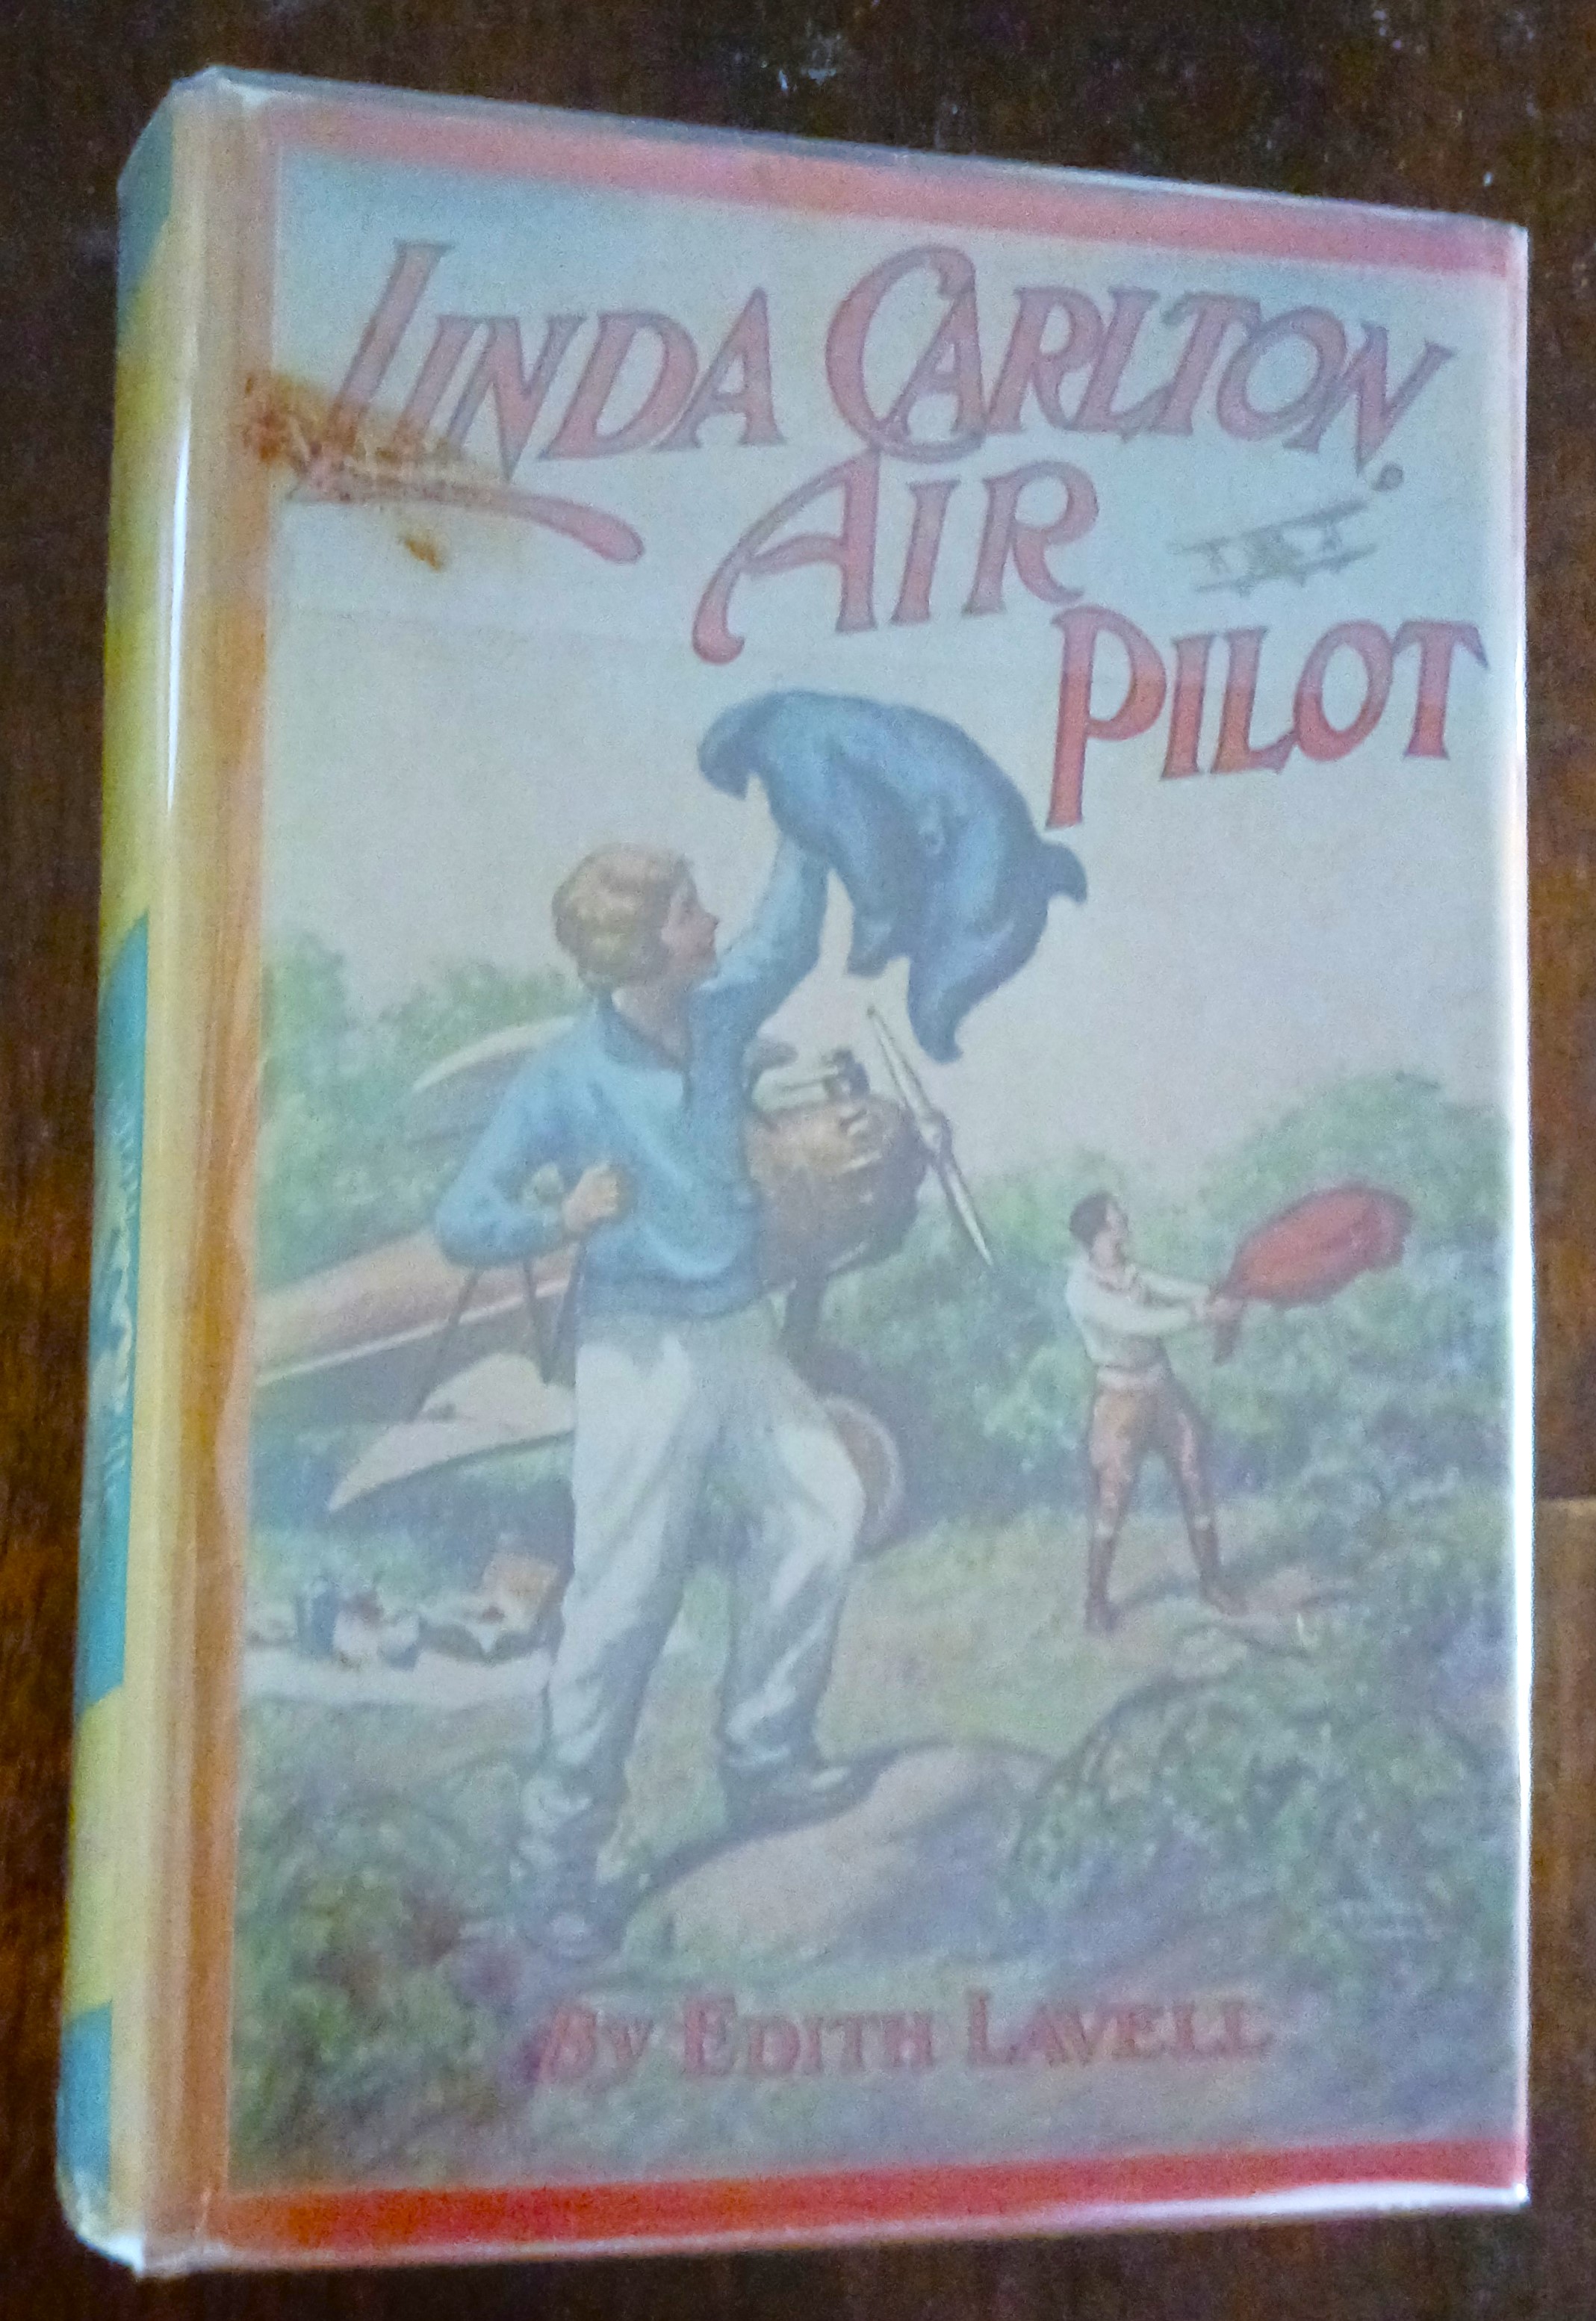 LINDA CARLTON,
AIR
PILOT
By EDITH LAVELL